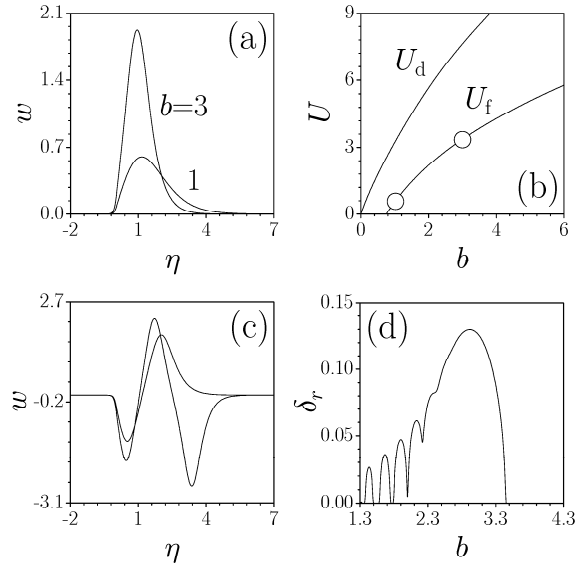 2.1
1.4
0.7
0.0
w
(a)
b=3
1
-2
1
4
7
η
9
6
3
0
U
U_d
U_f
(b)
0
2
4
6
b
2.7
-0.2
-3.1
w
(c)
-2
1
4
7
η
0.15
0.10
0.05
0.00
δ_r
(d)
1.3
2.3
3.3
4.3
b